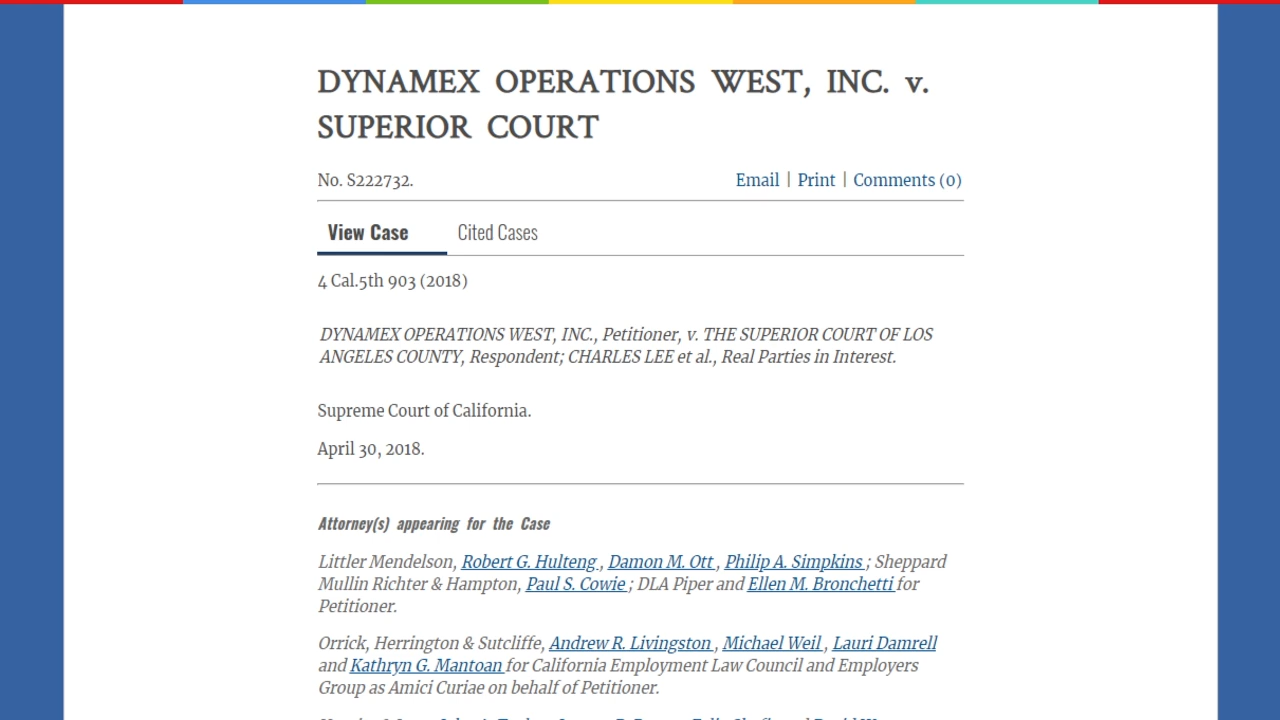 DYNAMEX OPERATIONS WEST, INC. v.
SUPERIOR COURT
No. S222732.
Email | Print | Comments (0)
View Case
Cited Cases
4 Cal.5th 903 (2018)
DYNAMEX OPERATIONS WEST, INC., Petitioner, v. THE SUPERIOR COURT OF LOS
ANGELES COUNTY, Respondent; CHARLES LEE et al., Real Parties in Interest.
Supreme Court of California.
April 30, 2018.
Attorney(s) appearing for the Case
Littler Mendelson, Robert G. Hulteng , Damon M. Ott , Philip A. Simpkins ; Sheppard
Mullin Richter & Hampton, Paul S. Cowie ; DLA Piper and Ellen M. Bronchetti for
Petitioner.
Orrick, Herrington & Sutcliffe, Andrew R. Livingston , Michael Weil , Lauri Damrell
and Kathryn G. Mantoan for California Employment Law Council and Employers
Group as Amici Curiae on behalf of Petitioner.